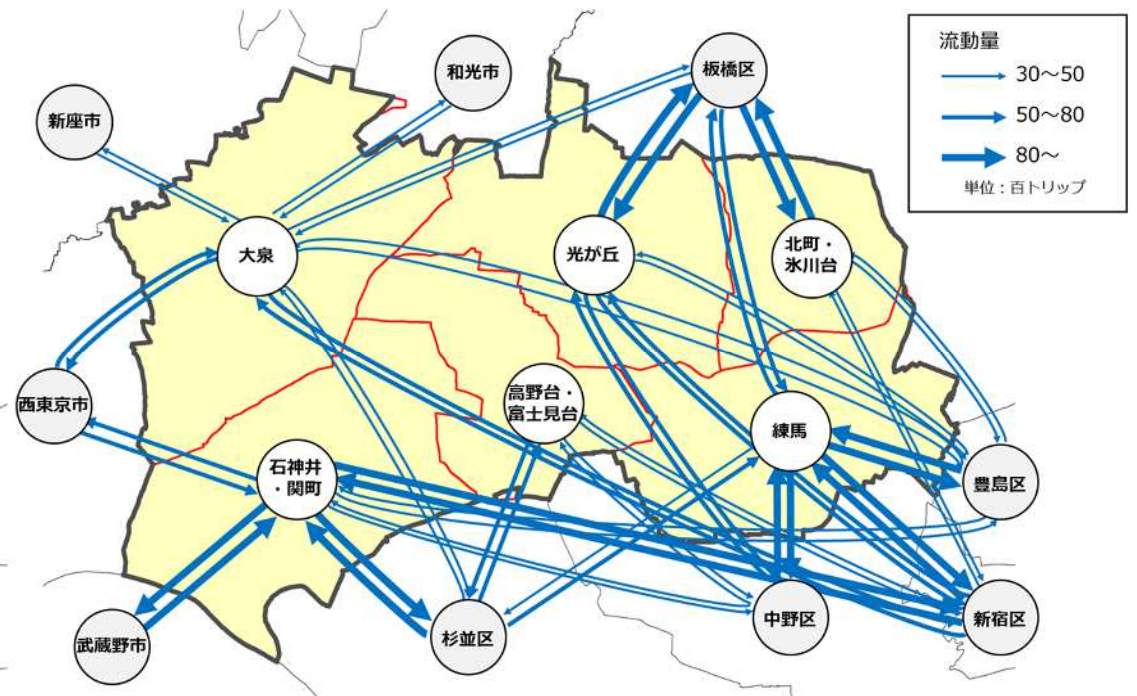 流動量
30～50
50～80
80～
単位：百トリップ
和光市
板橋区
新座市
大泉
光が丘
北町・
氷川台
西東京市
高野台・
富士見台
練馬
石神井
・関町
豊島区
武蔵野市
杉並区
中野区
新宿区